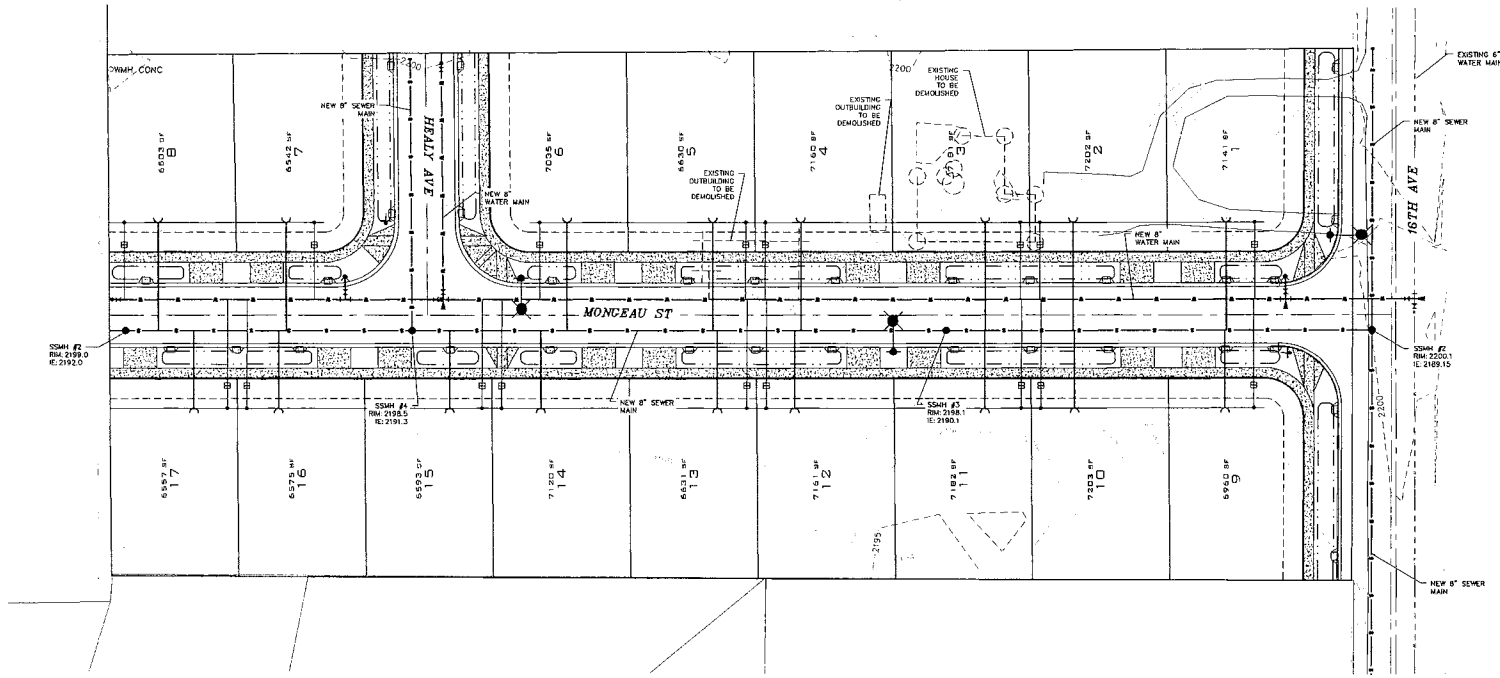 OWMH, CONC
2200
2200
EXISTING
HOUSE
TO BE
DEMOLISHED
EXISTING 6"
WATER MAIN
EXISTING
OUTBUILDING
TO BE
DEMOLISHED
NEW 8" SEWER
MAIN
HEALY AVE
NEW 8" SEWER
MAIN
16TH AVE
6603 SF
8
6542 SF
7
7035 SF
6
6630 SF
5
7160 SF
4
3
7202 SF
2
7141 SF
1
EXISTING
OUTBUILDING
TO BE
DEMOLISHED
NEW 8"
WATER MAIN
NEW 8"
WATER MAIN
MONGEAU ST
SSMH #2
RIM: 2199.0
IE: 2192.0
SSMH #2
RIM: 2200.1
IE: 2189.15
SSMH #4
RIM: 2198.5
IE: 2191.3
NEW 8" SEWER
MAIN
SSMH #3
RIM: 2198.1
IE: 2190.1
2200
6557 SF
17
6575 SF
16
6593 SF
15
7120 SF
14
6631 SF
13
7161 SF
12
7182 SF
11
7203 SF
10
6960 SF
9
2195
NEW 8" SEWER
MAIN